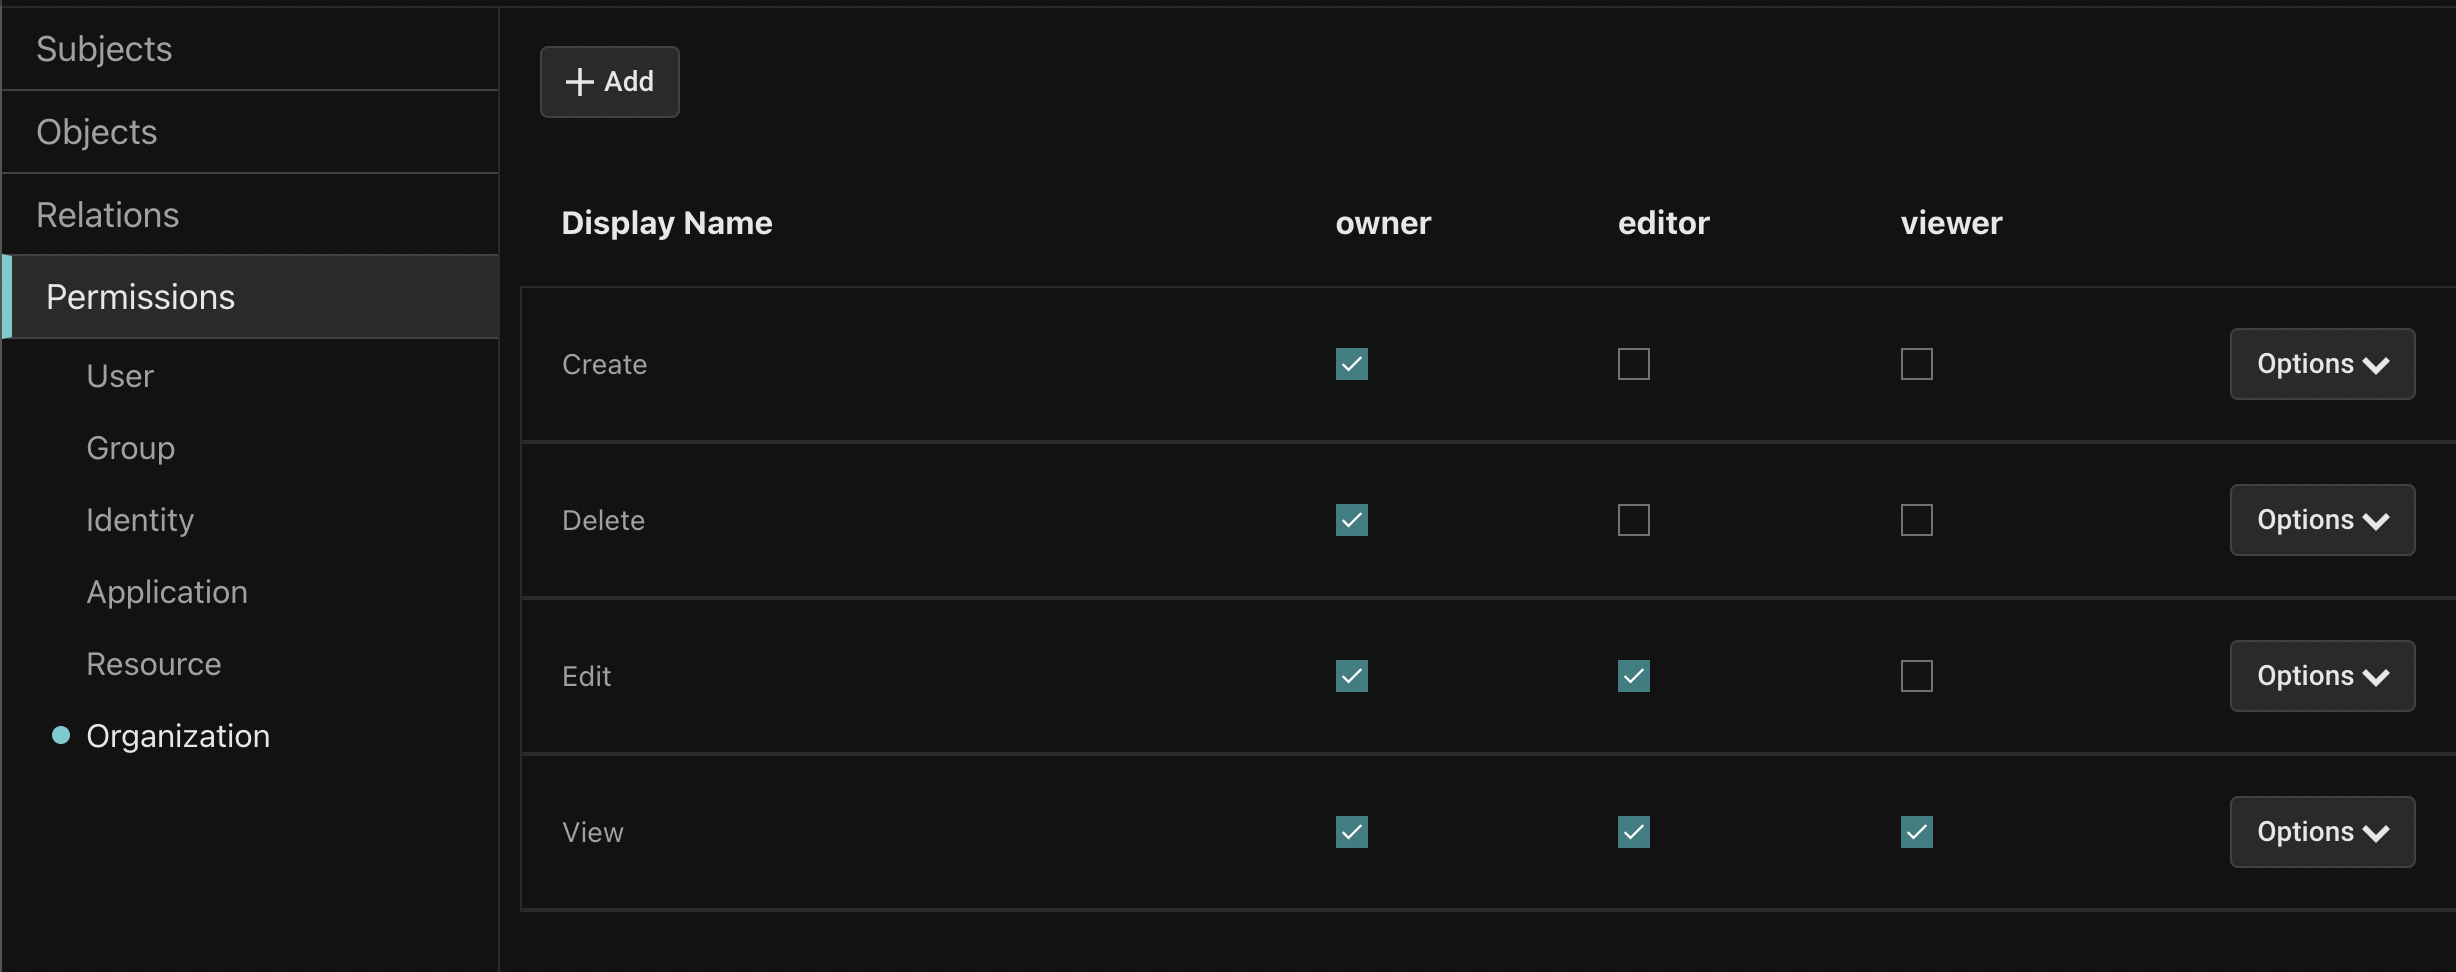 Subjects
Objects
Relations
Permissions
User
Group
Identity
Application
Resource
Organization
Add
Display Name owner editor viewer
Create Options
Delete Options
Edit Options
View Options